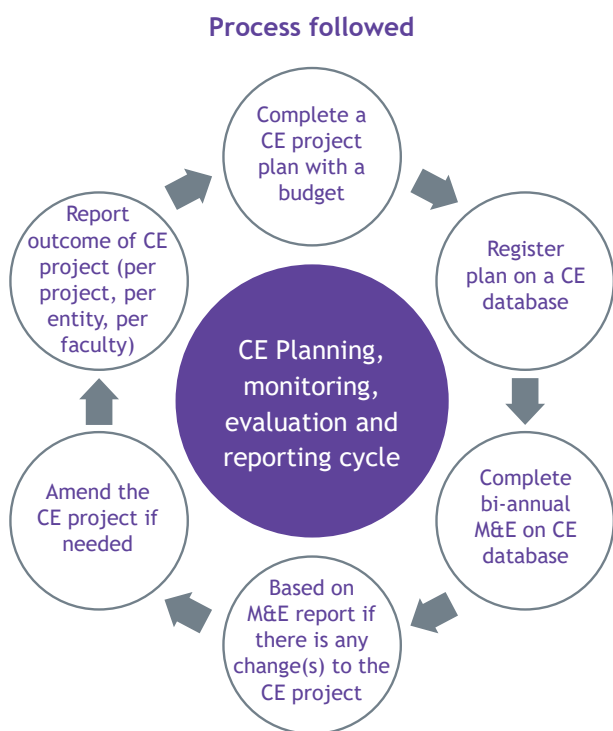 Process followed
Complete a
CE project
plan with a
budget
Register
plan on a CE
database
Complete
bi-annual
M&E on CE
database
Based on
M&E report if
there is any
change(s) to the
CE project
Amend the
CE project if
needed
Report
outcome of CE
project (per
project, per
entity, per
faculty)
CE Planning,
monitoring,
evaluation and
reporting cycle